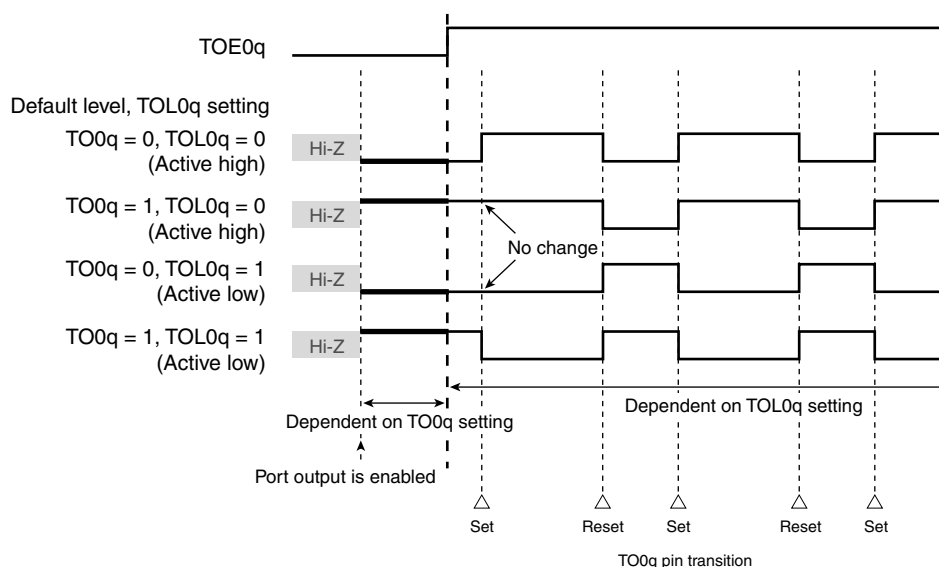 TOE0q
Default level, TOL0q setting
TO0q = 0, TOL0q = 0
(Active high)
Hi-Z
TO0q = 1, TOL0q = 0
(Active high)
Hi-Z
No change
TO0q = 0, TOL0q = 1
(Active low)
Hi-Z
TO0q = 1, TOL0q = 1
(Active low)
Hi-Z
Dependent on TO0q setting
Dependent on TOL0q setting
Port output is enabled
Set
Reset
Set
Reset
Set
TO0q pin transition